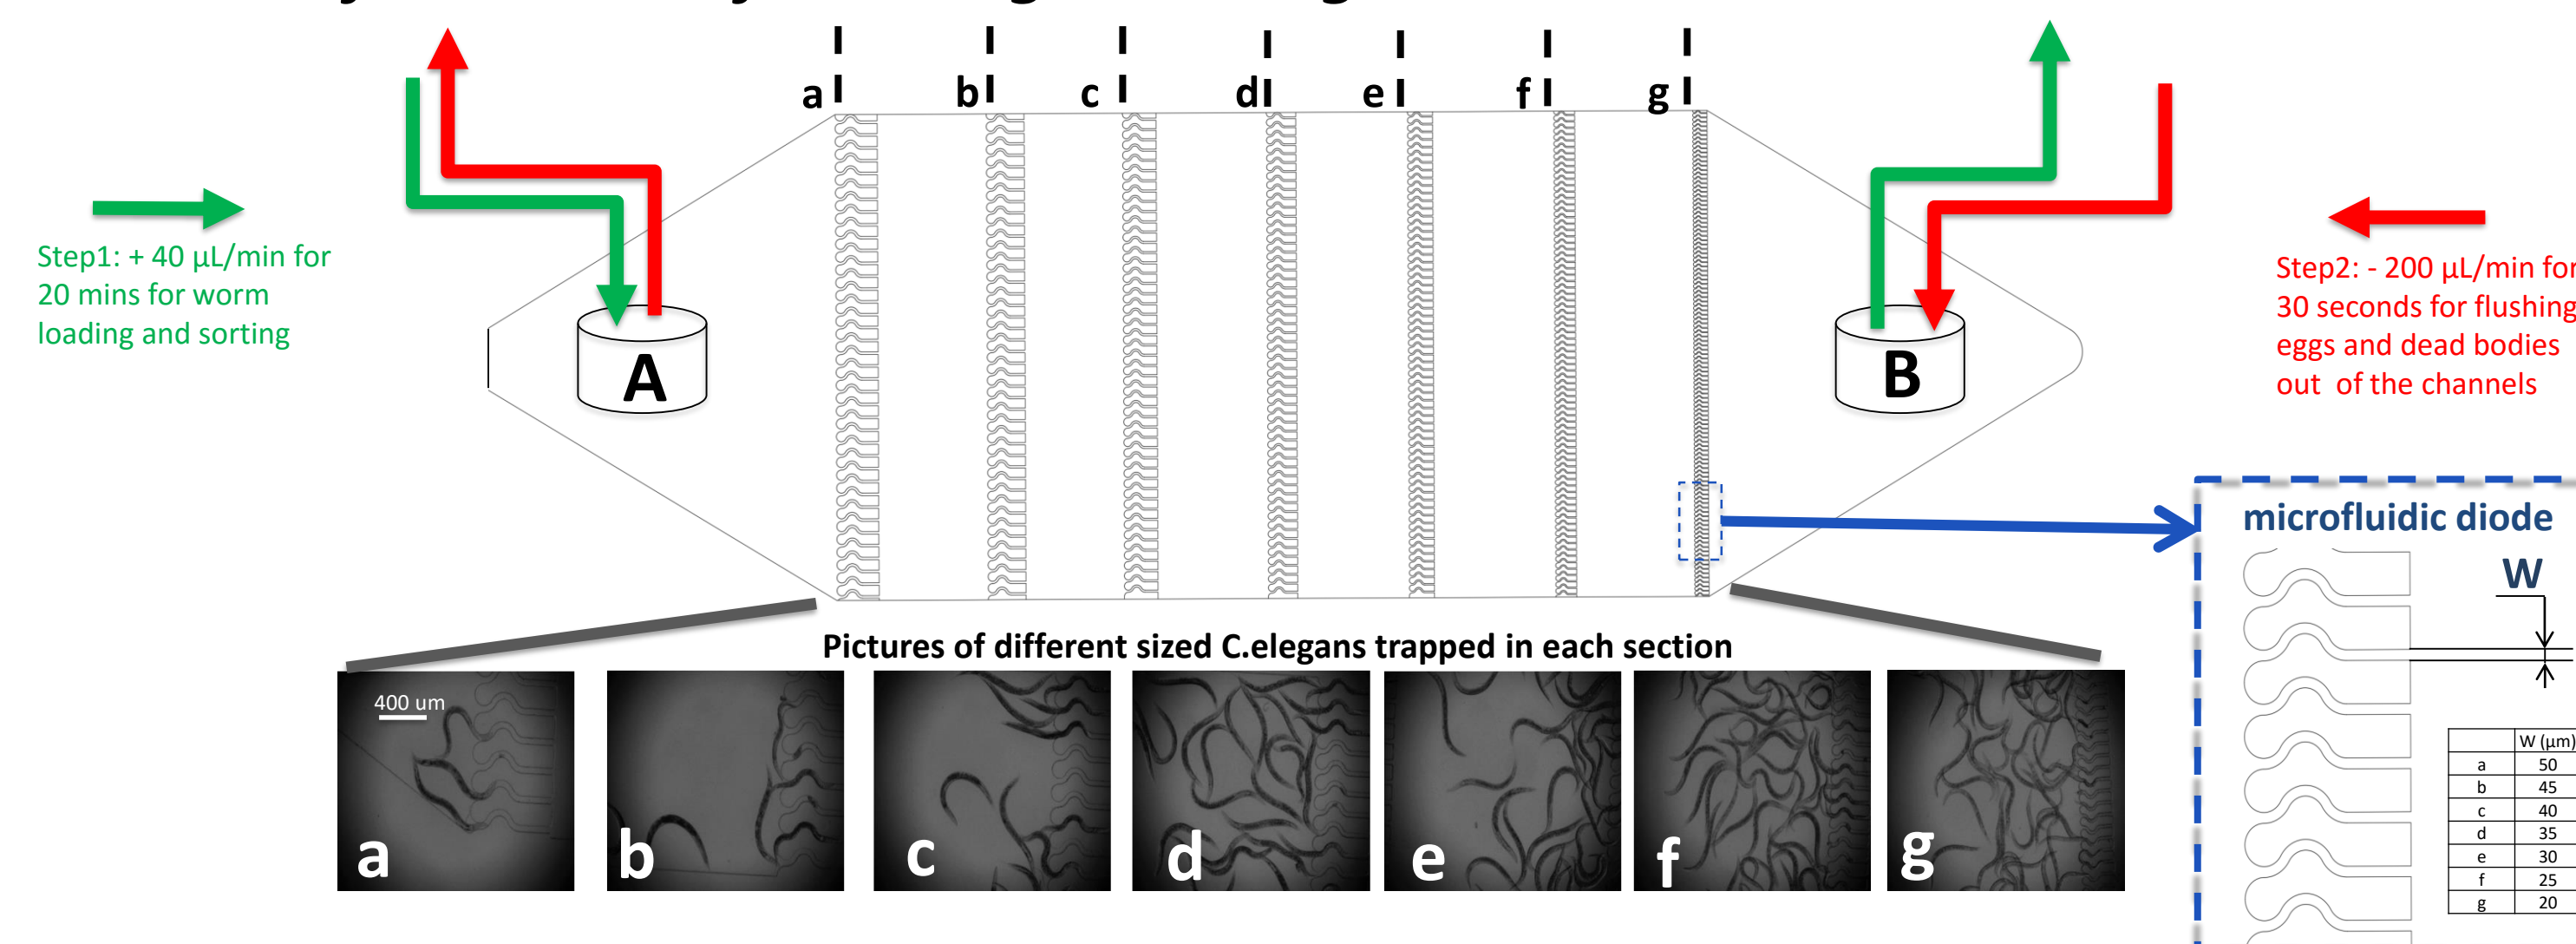 a b c d e f g
Step1: + 40 µL/min for
20 mins for worm
loading and sorting
A
B
Step2: - 200 µL/min for
30 seconds for flushing
eggs and dead bodies
out of the channels
microfluidic diode
W
Pictures of different sized C.elegans trapped in each section
400 um
a b c d e f g
W (µm)
a 50
b 45
c 40
d 35
e 30
f 25
g 20